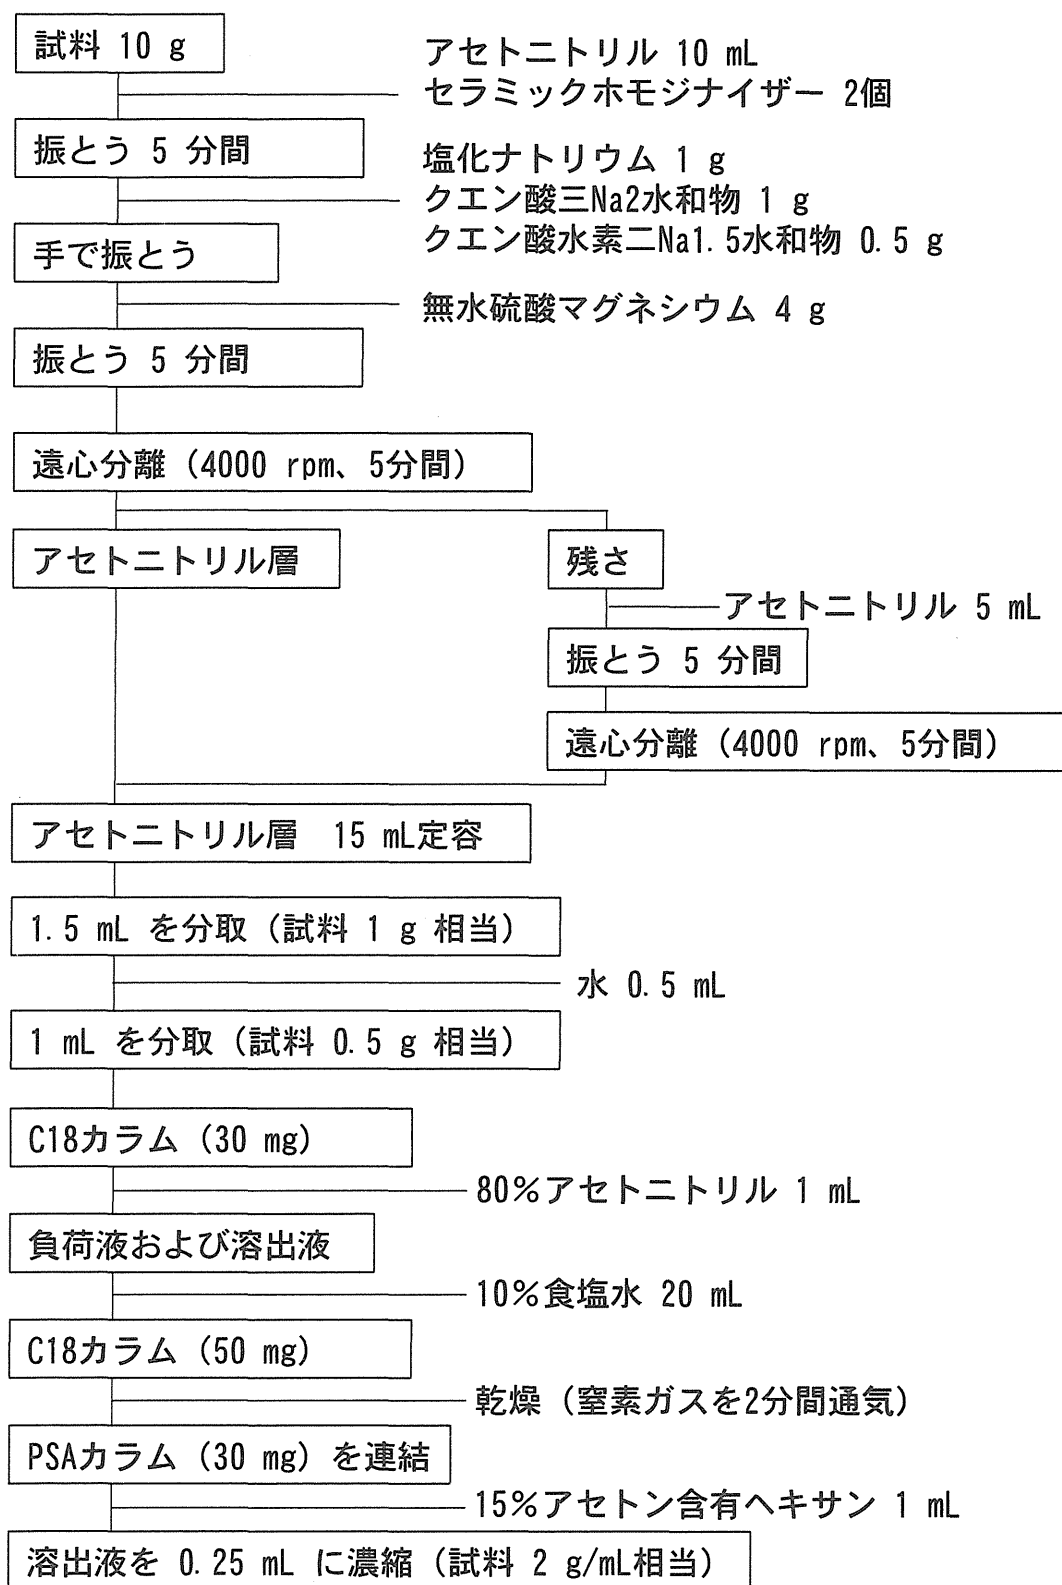 試料 10 g
アセトニトリル 10 mL
セラミックホモジナイザー 2個
振とう 5 分間
塩化ナトリウム 1 g
クエン酸三Na2水和物 1 g
クエン酸水素二Na1.5水和物 0.5 g
手で振とう
無水硫酸マグネシウム 4 g
振とう 5 分間
遠心分離（4000 rpm、5分間）
アセトニトリル層
残さ
アセトニトリル 5 mL
振とう 5 分間
遠心分離（4000 rpm、5分間）
アセトニトリル層 15 mL定容
1.5 mL を分取（試料 1 g 相当）
水 0.5 mL
1 mL を分取（試料 0.5 g 相当）
C18カラム（30 mg）
80%アセトニトリル 1 mL
負荷液および溶出液
10%食塩水 20 mL
C18カラム（50 mg）
乾燥（窒素ガスを2分間通気）
PSAカラム（30 mg）を連結
15%アセトン含有ヘキサン 1 mL
溶出液を 0.25 mL に濃縮（試料 2 g/mL相当）